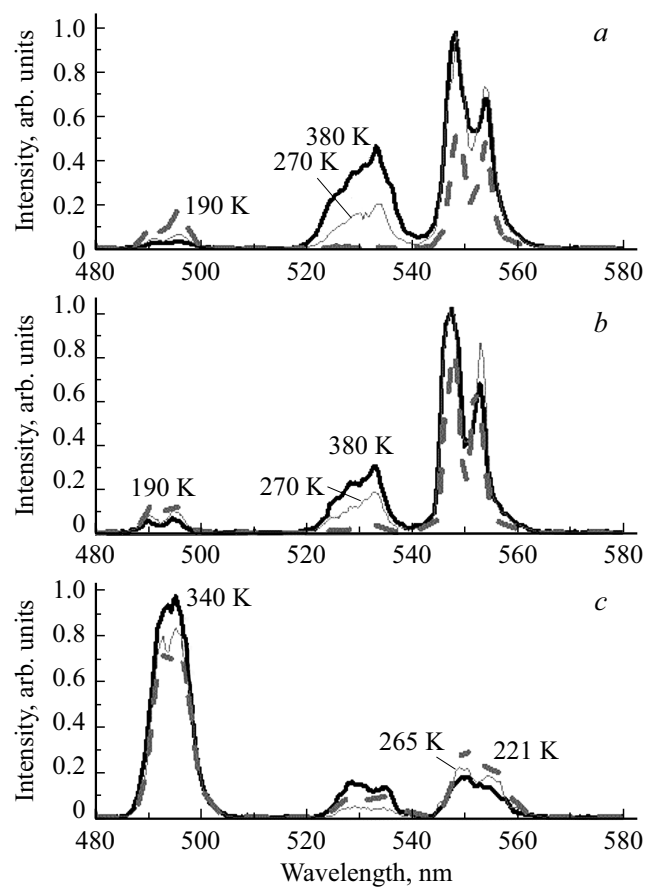 a
1.0
0.8
0.6
0.4
0.2
0
Intensity, arb. units
380 K
270 K
190 K
480 500 520 540 560 580
b
1.0
0.8
0.6
0.4
0.2
0
Intensity, arb. units
380 K
270 K
190 K
480 500 520 540 560 580
c
1.0
0.8
0.6
0.4
0.2
0
Intensity, arb. units
340 K
265 K
221 K
480 500 520 540 560 580
Wavelength, nm